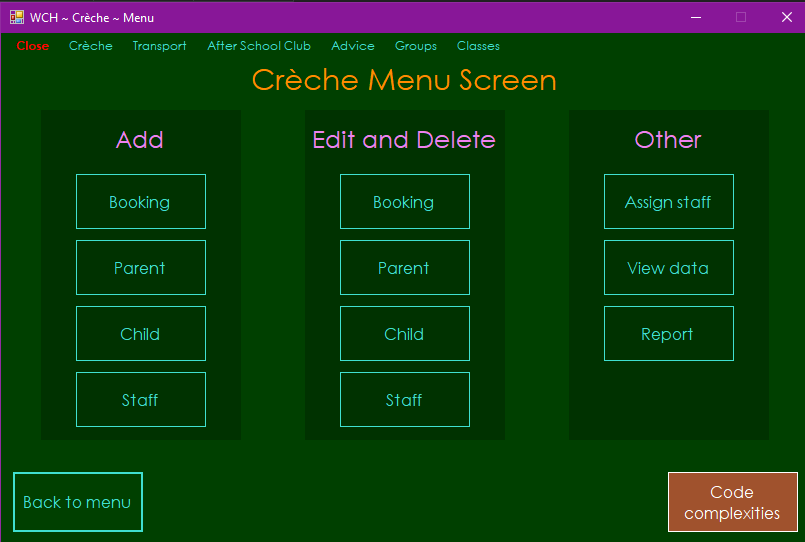 WCH ~ Crèche ~ Menu
Close Crèche Transport After School Club Advice Groups Classes
Crèche Menu Screen
Add
Booking
Parent
Child
Staff
Edit and Delete
Booking
Parent
Child
Staff
Other
Assign staff
View data
Report
Back to menu
Code
complexities